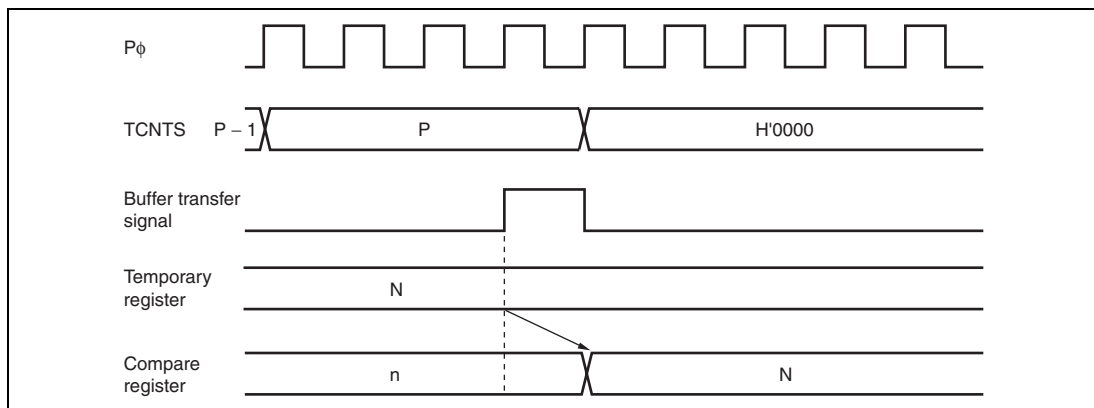 Pϕ
TCNTS P – 1 P H'0000
Buffer transfer
signal
Temporary
register N
Compare
register n N